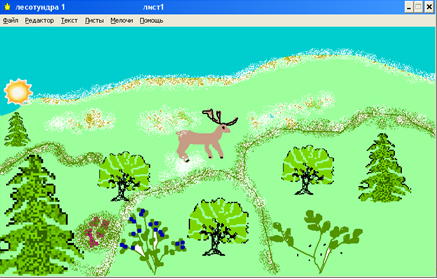 лесотундра 1 лист1
Файл Редактор Текст Листы Мелочи Помощь